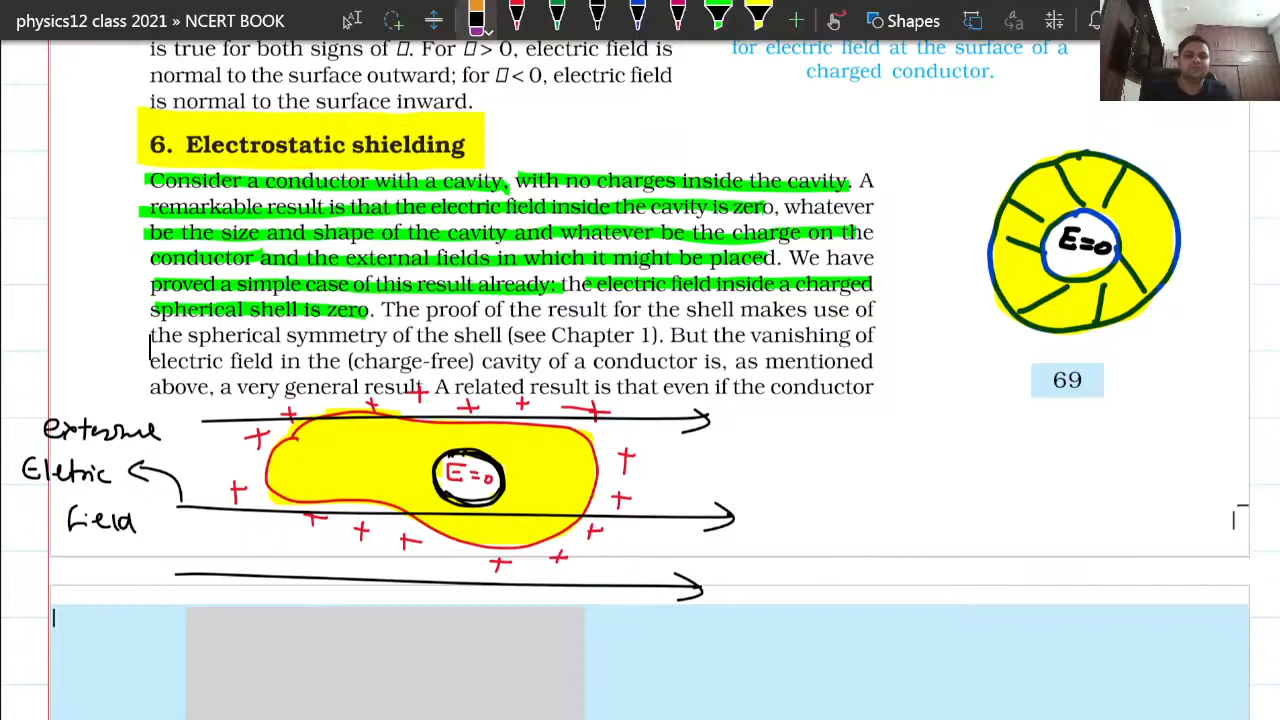 physics12 class 2021 » NCERT BOOK
Shapes
is true for both signs of □. For □ > 0, electric field is
normal to the surface outward; for □ < 0, electric field
is normal to the surface inward.
for electric field at the surface of a
charged conductor.
6. Electrostatic shielding
Consider a conductor with a cavity, with no charges inside the cavity. A
remarkable result is that the electric field inside the cavity is zero, whatever
be the size and shape of the cavity and whatever be the charge on the
conductor and the external fields in which it might be placed. We have
proved a simple case of this result already: the electric field inside a charged
spherical shell is zero. The proof of the result for the shell makes use of
the spherical symmetry of the shell (see Chapter 1). But the vanishing of
electric field in the (charge-free) cavity of a conductor is, as mentioned
above, a very general result. A related result is that even if the conductor
E=0
69
Eletric
field
E=0